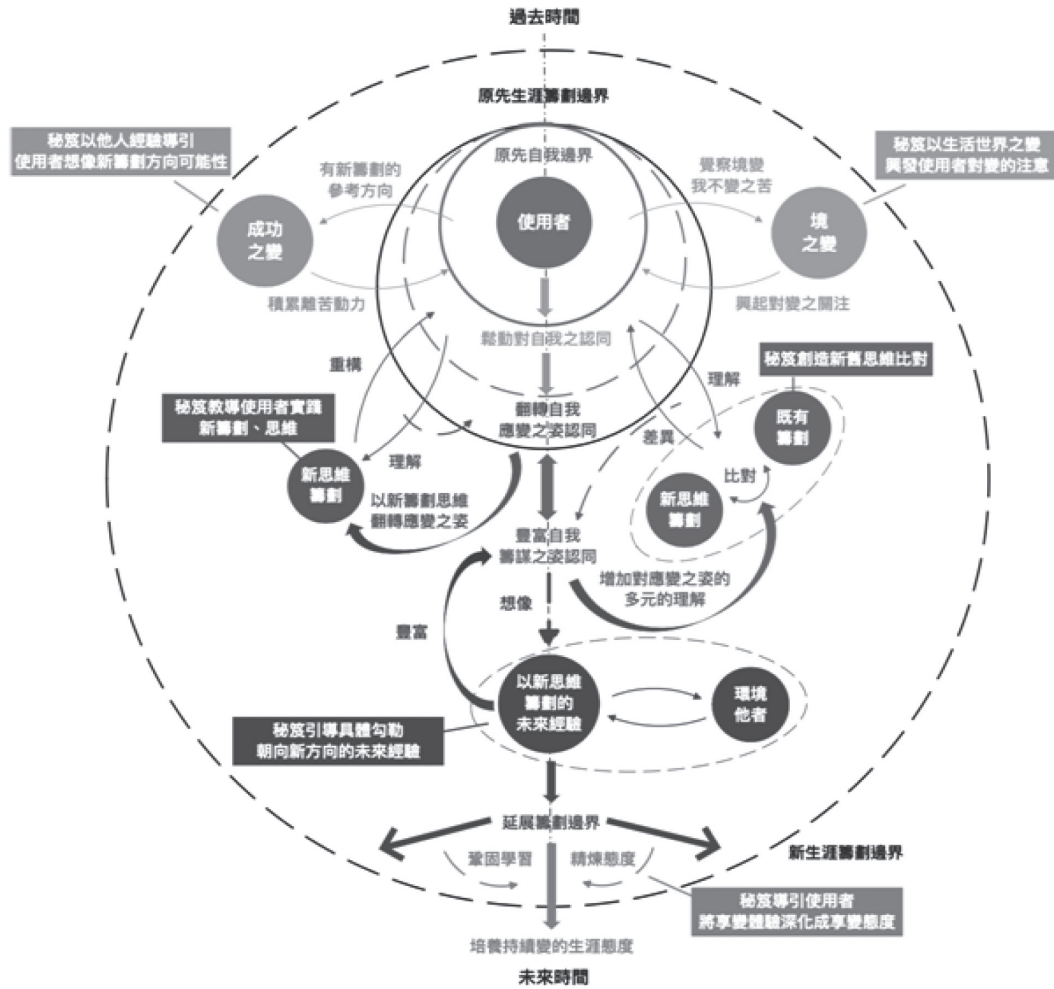 過去時間
原先生涯籌劃邊界
秘笈以他人經驗導引
使用者想像新籌劃方向可能性
原先自我邊界
秘笈以生活世界之變
興發使用者對變的注意
有新籌劃的
參考方向
覺察境變
我不變之苦
成功
之變
使用者
境
之變
積累離苦動力
興起對變之關注
鬆動對自我之認同
重構
理解
秘笈創造新舊思維比對
秘笈教導使用者實踐
新籌劃、思維
翻轉自我
應變之姿認同
既有
籌劃
差異
理解
比對
新思維
籌劃
以新籌劃思維
翻轉應變之姿
新思維
籌劃
豐富自我
籌謀之姿認同
增加對應變之姿的
多元的理解
想像
豐富
以新思維
籌劃的
未來經驗
環境
他者
秘笈引導具體勾勒
朝向新方向的未來經驗
延展籌劃邊界
新生涯籌劃邊界
鞏固學習
精煉態度
秘笈導引使用者
將享變體驗深化成享變態度
培養持續變的生涯態度
未來時間